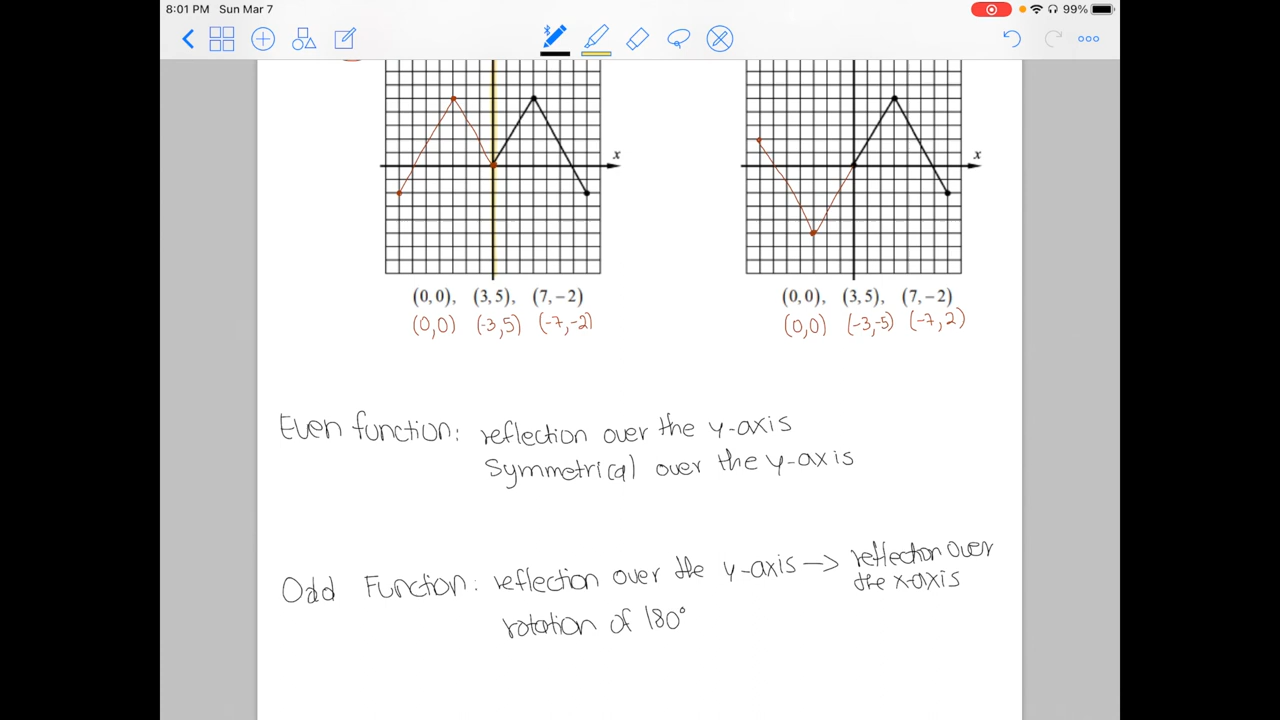 8:01 PM Sun Mar 7
99%
x
x
(0,0), (3,5), (7,-2)
(0,0), (3,5), (7,-2)
(0,0) (-3,5) (-7,-2)
(0,0) (-3,-5) (-7,2)
Even function: reflection over the y-axis
Symmetrical over the y-axis
Odd Function: reflection over the y-axis → reflection over
the x-axis
rotation of 180°